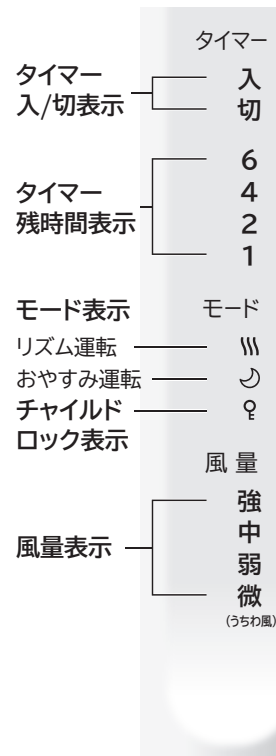 タイマー
タイマー
入/切表示
入
切
タイマー
残時間表示
6
4
2
1
モード表示
モード
リズム運転
おやすみ運転
チャイルド
ロック表示
風量
風量表示
強
中
弱
微
(うちわ風)